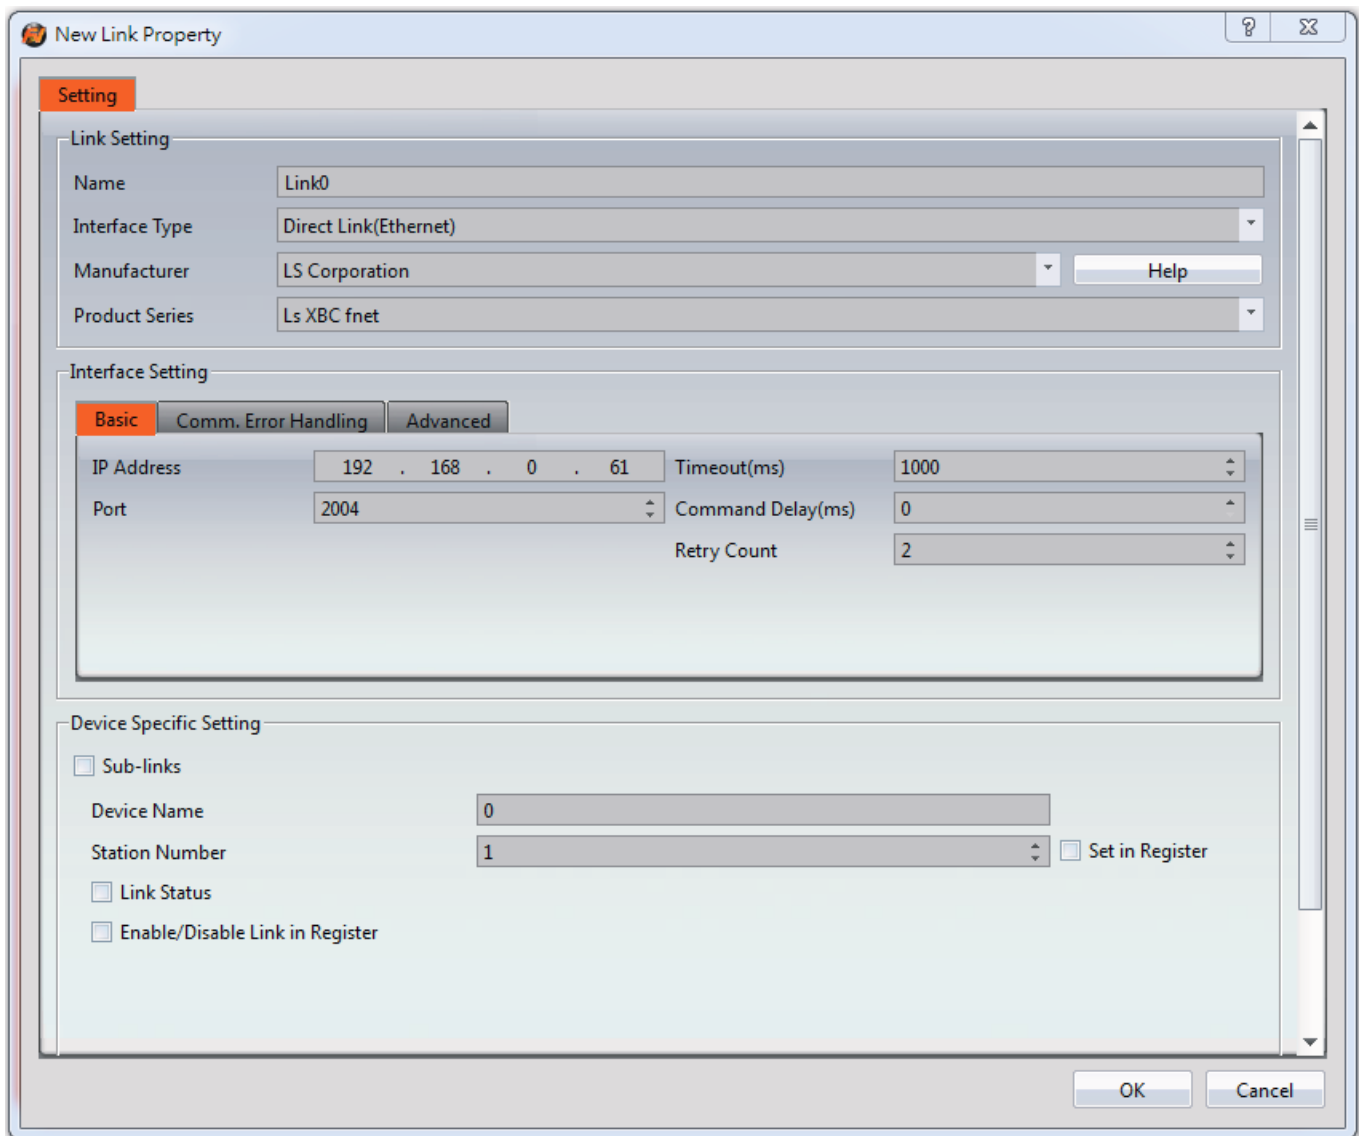 New Link Property
Setting
Link Setting
Name Link0
Interface Type Direct Link(Ethernet)
Manufacturer LS Corporation Help
Product Series Ls XBC fnet
Interface Setting
Basic Comm. Error Handling Advanced
IP Address 192 . 168 . 0 . 61 Timeout(ms) 1000
Port 2004 Command Delay(ms) 0
Retry Count 2
Device Specific Setting
Sub-links
Device Name 0
Station Number 1 Set in Register
Link Status
Enable/Disable Link in Register
OK Cancel